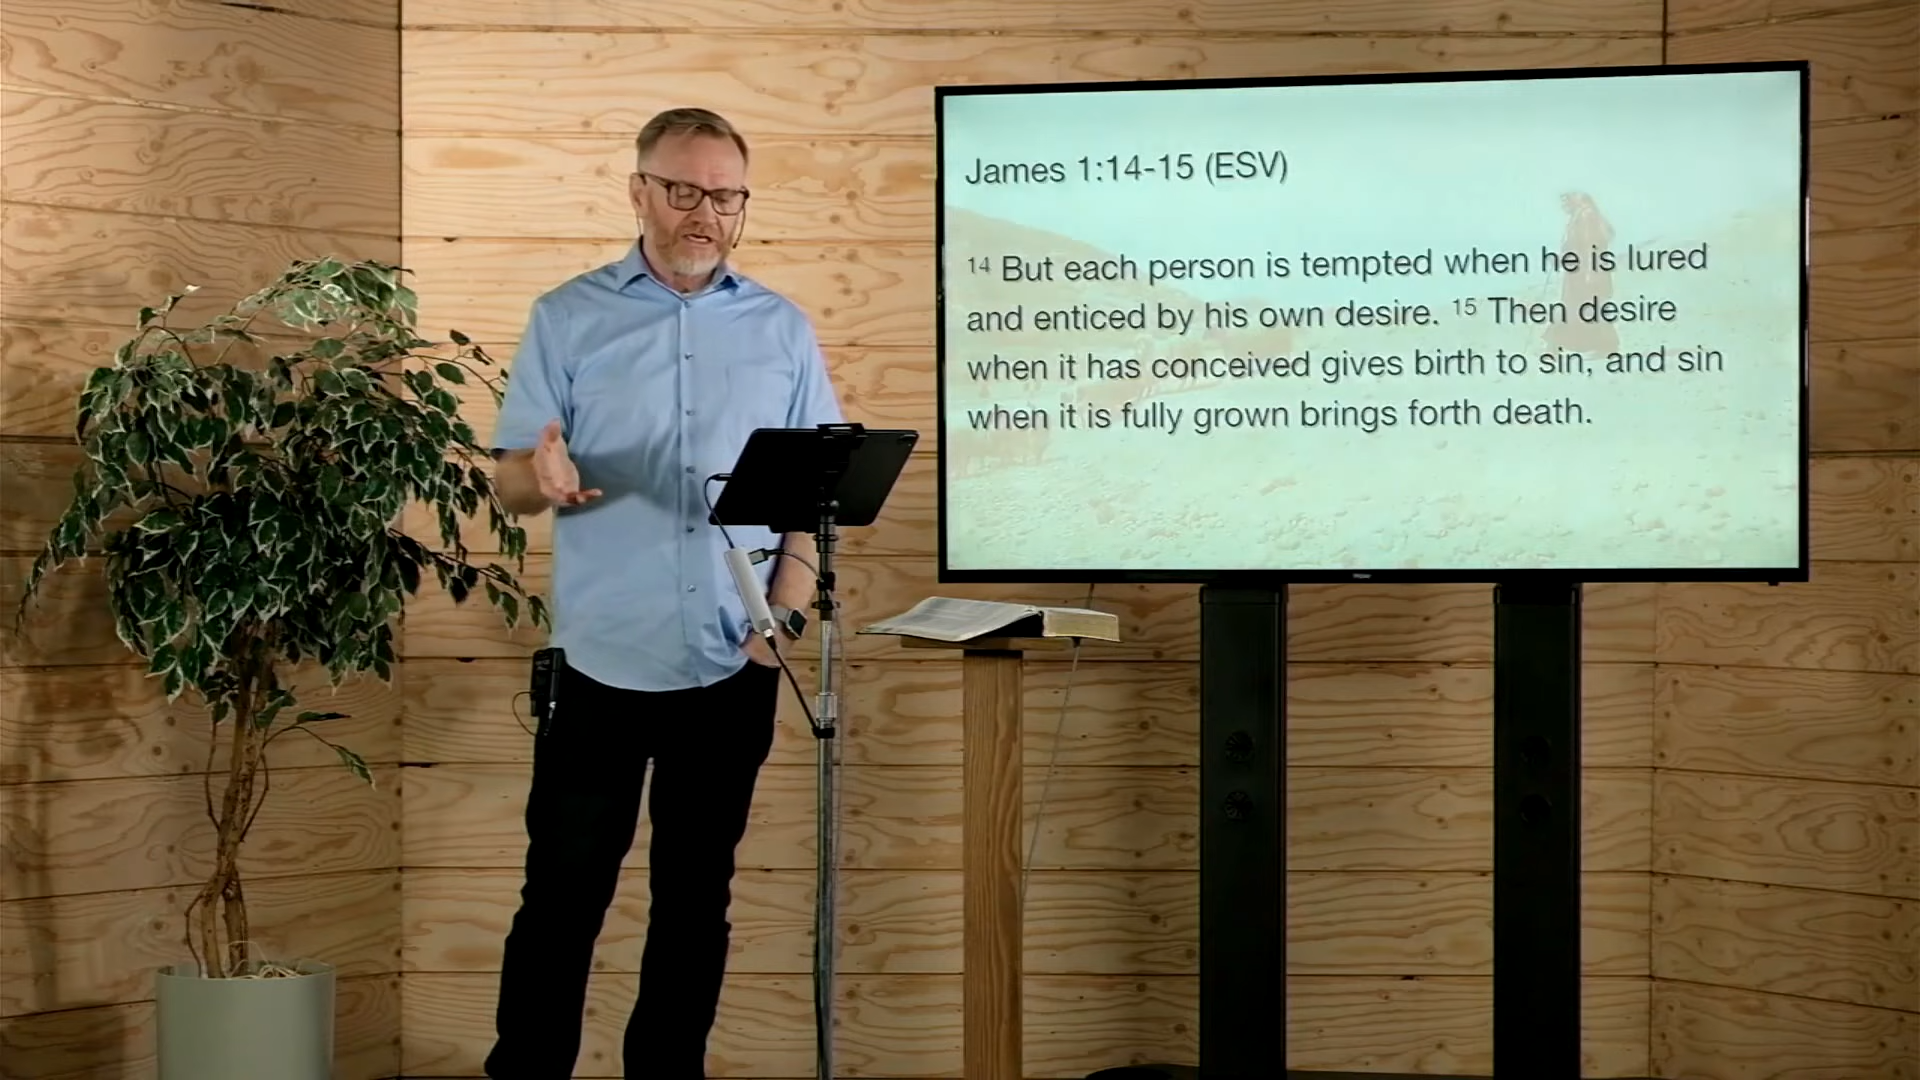 James 1:14-15 (ESV)
14 But each person is tempted when he is lured
and enticed by his own desire. 15 Then desire
when it has conceived gives birth to sin, and sin
when it is fully grown brings forth death.